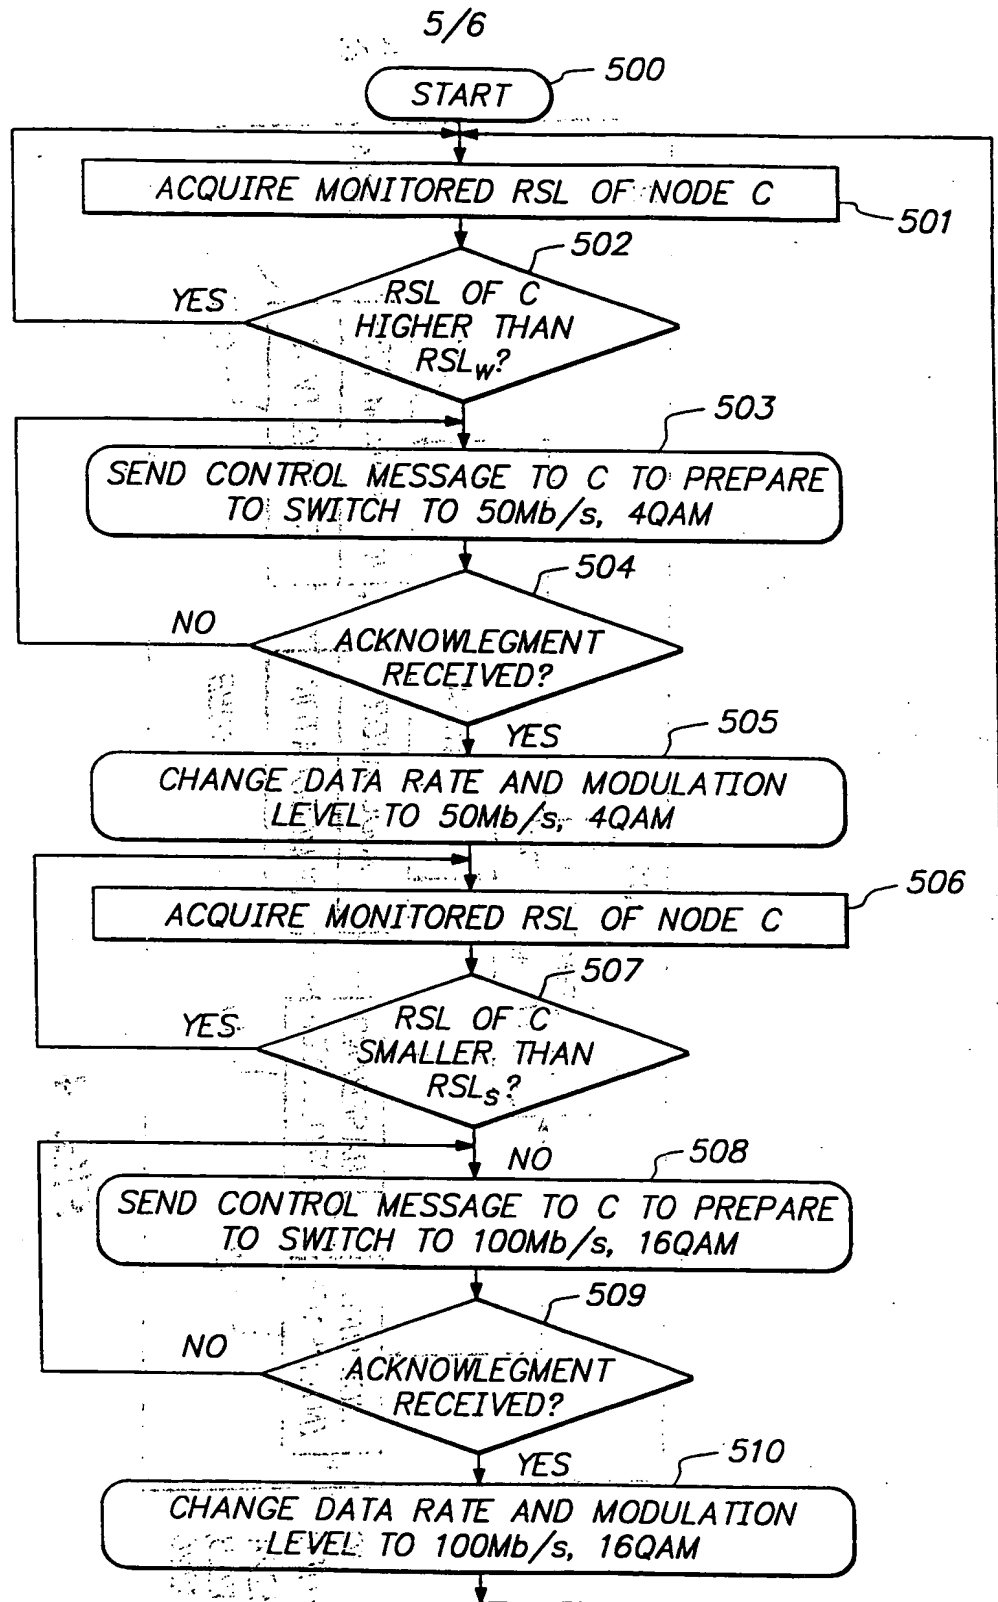 5/6
START
500
ACQUIRE MONITORED RSL OF NODE C
501
502
RSL OF C
HIGHER THAN
RSLw?
YES
503
SEND CONTROL MESSAGE TO C TO PREPARE
TO SWITCH TO 50Mb/s, 4QAM
504
NO
ACKNOWLEGMENT
RECEIVED?
YES
505
CHANGE DATA RATE AND MODULATION
LEVEL TO 50Mb/s, 4QAM
506
ACQUIRE MONITORED RSL OF NODE C
507
YES
RSL OF C
SMALLER THAN
RSLs?
NO
508
SEND CONTROL MESSAGE TO C TO PREPARE
TO SWITCH TO 100Mb/s, 16QAM
509
NO
ACKNOWLEGMENT
RECEIVED?
YES
510
CHANGE DATA RATE AND MODULATION
LEVEL TO 100Mb/s, 16QAM